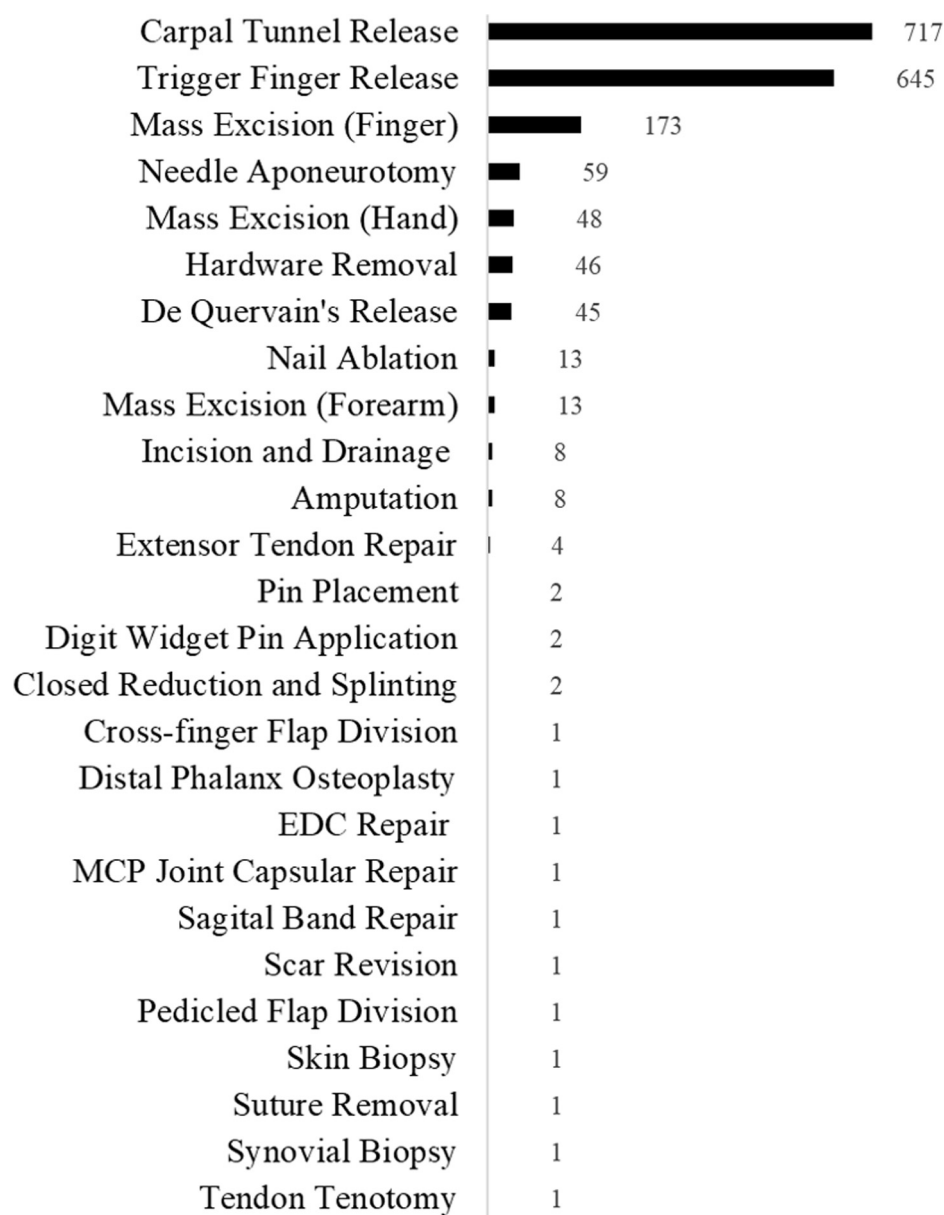 Carpal Tunnel Release 717
Trigger Finger Release 645
Mass Excision (Finger) 173
Needle Aponeurotomy 59
Mass Excision (Hand) 48
Hardware Removal 46
De Quervain's Release 45
Nail Ablation 13
Mass Excision (Forearm) 13
Incision and Drainage 8
Amputation 8
Extensor Tendon Repair 4
Pin Placement 2
Digit Widget Pin Application 2
Closed Reduction and Splinting 2
Cross-finger Flap Division 1
Distal Phalanx Osteoplasty 1
EDC Repair 1
MCP Joint Capsular Repair 1
Sagital Band Repair 1
Scar Revision 1
Pedicled Flap Division 1
Skin Biopsy 1
Suture Removal 1
Synovial Biopsy 1
Tendon Tenotomy 1